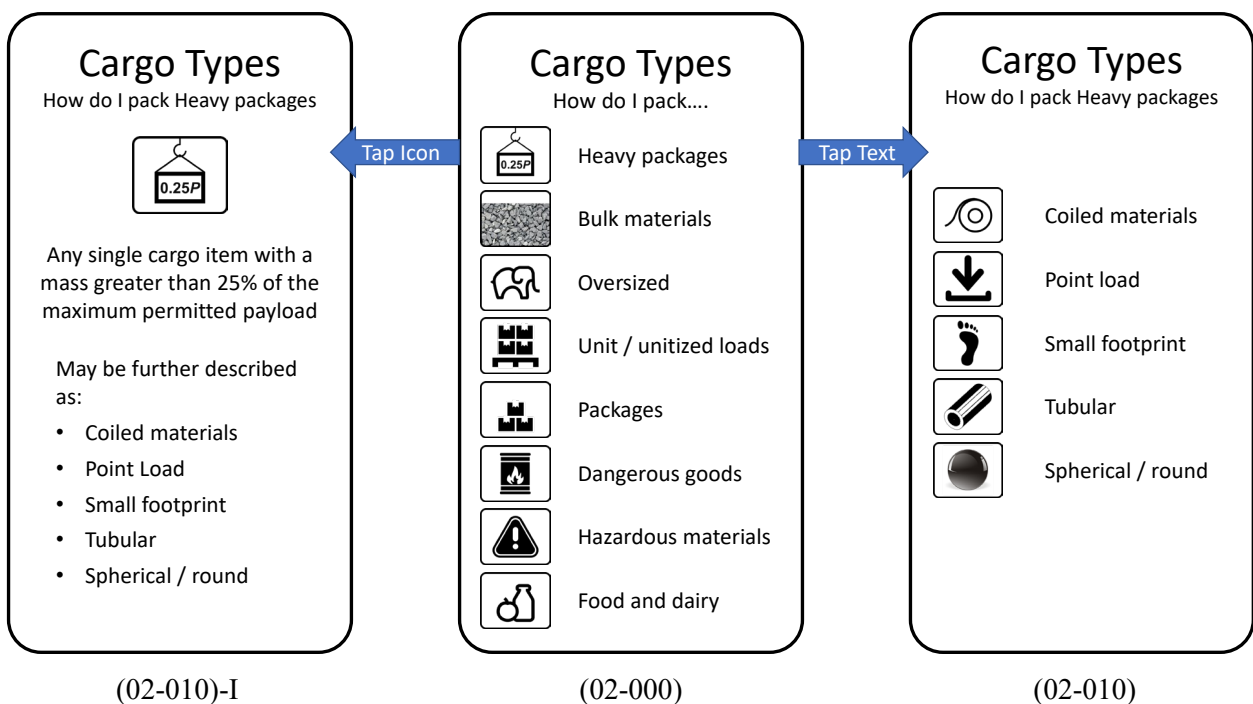 Cargo Types
How do I pack Heavy packages
0.25P
Any single cargo item with a
mass greater than 25% of the
maximum permitted payload
May be further described
as:
• Coiled materials
• Point Load
• Small footprint
• Tubular
• Spherical / round
(02-010)-I
Tap Icon
Cargo Types
How do I pack....
0.25P
Heavy packages
Bulk materials
Oversized
Unit / unitized loads
Packages
Dangerous goods
Hazardous materials
Food and dairy
(02-000)
Tap Text
Cargo Types
How do I pack Heavy packages
Coiled materials
Point load
Small footprint
Tubular
Spherical / round
(02-010)